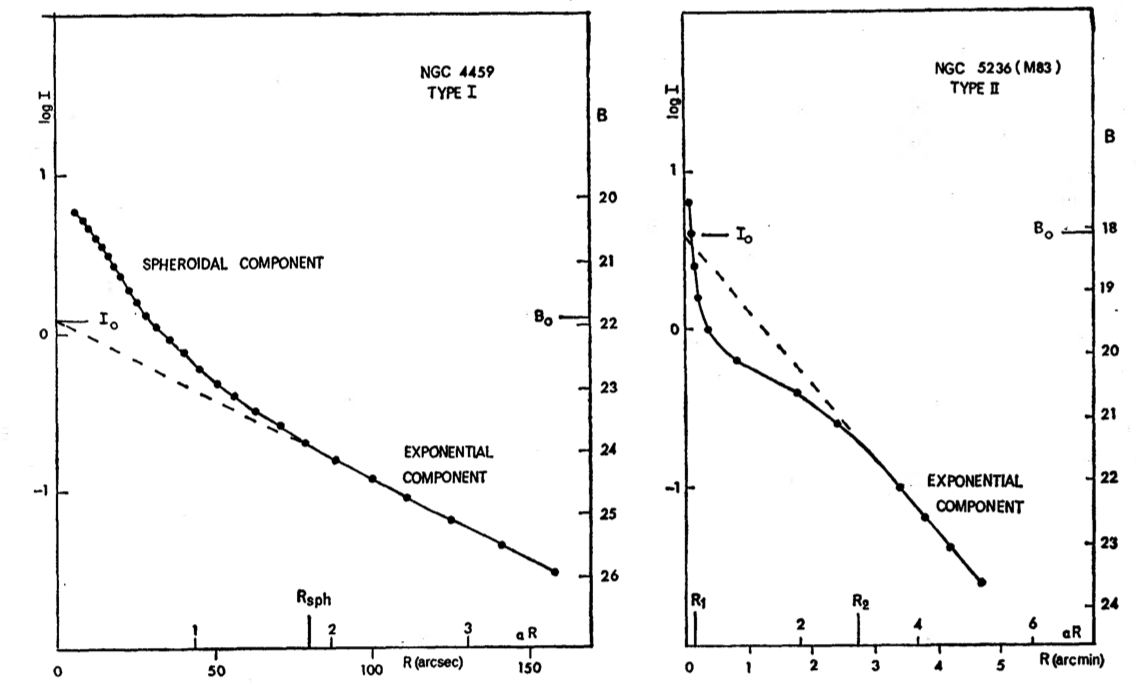 NGC 4459
TYPE I
log I
B
1
20
SPHEROIDAL COMPONENT
21
I₀
B₀
22
0
23
24
EXPONENTIAL
COMPONENT
-1
25
26
Rsph
1
2
3
αR
0
50
100
R (arcsec)
150
NGC 5236 (M83)
TYPE II
log I
B
1
I₀
B₀
18
19
0
20
21
22
-1
EXPONENTIAL
COMPONENT
23
24
R₁
R₂
2
4
6
αR
0
1
2
3
4
5
R (arcmin)